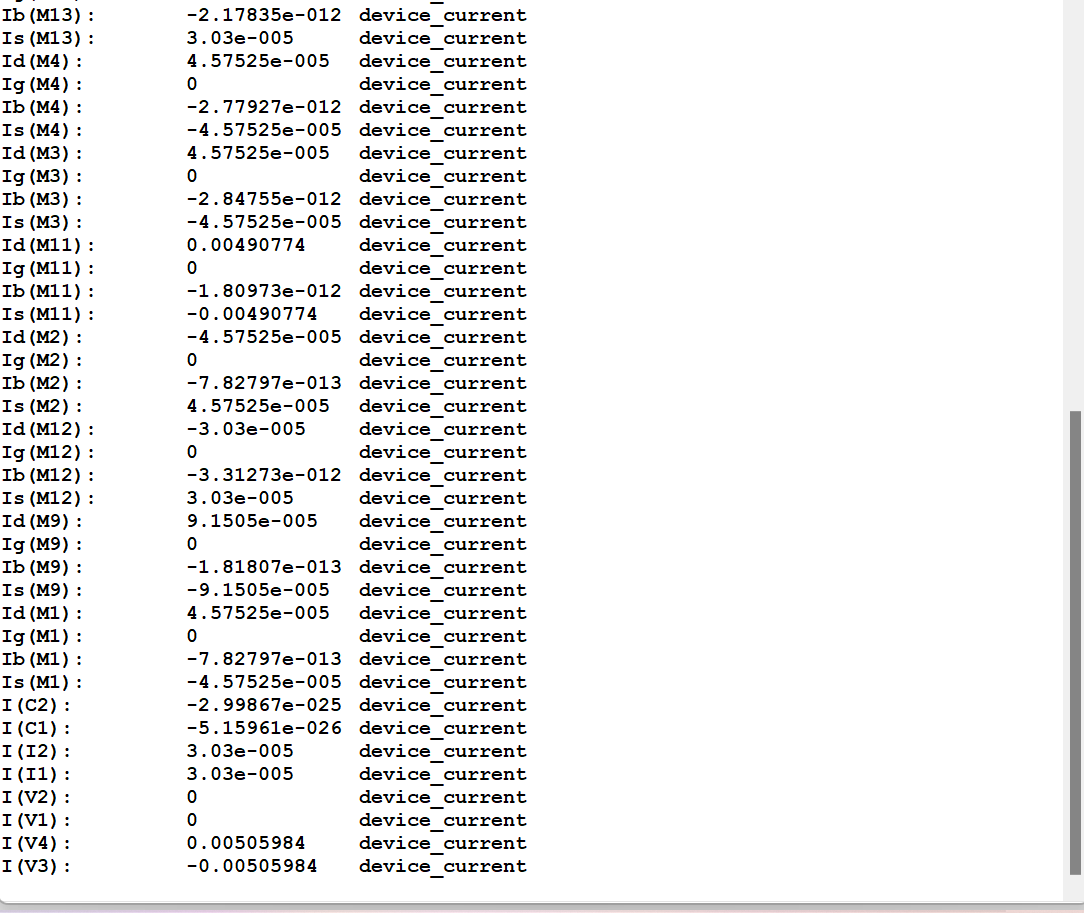 Ib(M13): -2.17835e-012 device_current
Is(M13): 3.03e-005 device_current
Id(M4): 4.57525e-005 device_current
Ig(M4): 0 device_current
Ib(M4): -2.77927e-012 device_current
Is(M4): -4.57525e-005 device_current
Id(M3): 4.57525e-005 device_current
Ig(M3): 0 device_current
Ib(M3): -2.84755e-012 device_current
Is(M3): -4.57525e-005 device_current
Id(M11): 0.00490774 device_current
Ig(M11): 0 device_current
Ib(M11): -1.80973e-012 device_current
Is(M11): -0.00490774 device_current
Id(M2): -4.57525e-005 device_current
Ig(M2): 0 device_current
Ib(M2): -7.82797e-013 device_current
Is(M2): 4.57525e-005 device_current
Id(M12): -3.03e-005 device_current
Ig(M12): 0 device_current
Ib(M12): -3.31273e-012 device_current
Is(M12): 3.03e-005 device_current
Id(M9): 9.1505e-005 device_current
Ig(M9): 0 device_current
Ib(M9): -1.81807e-013 device_current
Is(M9): -9.1505e-005 device_current
Id(M1): 4.57525e-005 device_current
Ig(M1): 0 device_current
Ib(M1): -7.82797e-013 device_current
Is(M1): -4.57525e-005 device_current
I(C2): -2.99867e-025 device_current
I(C1): -5.15961e-026 device_current
I(I2): 3.03e-005 device_current
I(I1): 3.03e-005 device_current
I(V2): 0 device_current
I(V1): 0 device_current
I(V4): 0.00505984 device_current
I(V3): -0.00505984 device_current